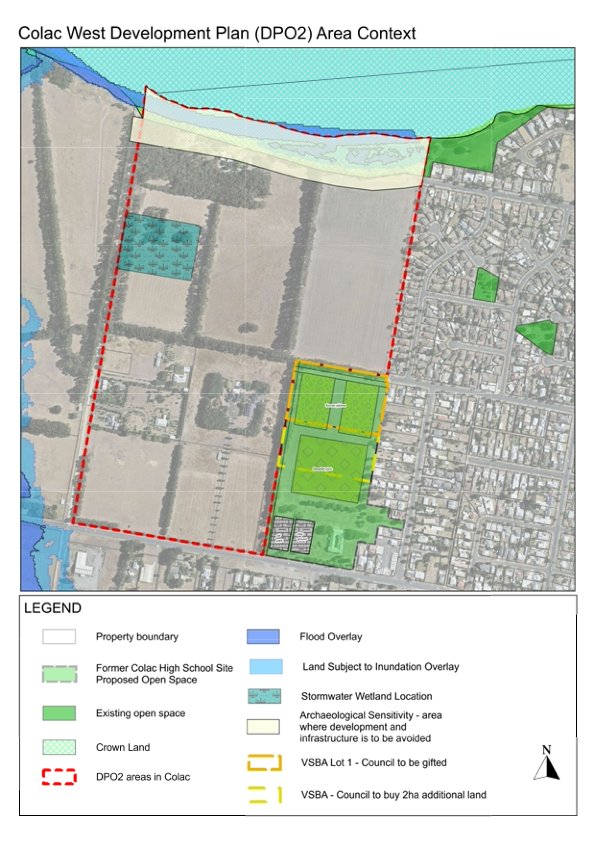 Colac West Development Plan (DPO2) Area Context
LEGEND
Property boundary
Former Colac High School Site
Proposed Open Space
Existing open space
Crown Land
DPO2 areas in Colac
Flood Overlay
Land Subject to Inundation Overlay
Stormwater Wetland Location
Archaeological Sensitivity - area
where development and
infrastructure is to be avoided
VSBA Lot 1 - Council to be gifted
VSBA - Council to buy 2ha additional land
N